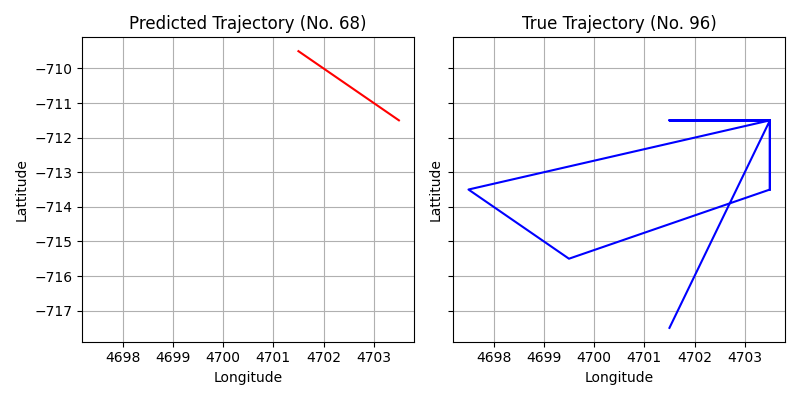 Predicted Trajectory (No. 68)
True Trajectory (No. 96)
Lattitude
−710
−711
−712
−713
−714
−715
−716
−717
4698 4699 4700 4701 4702 4703
Longitude
Lattitude
4698 4699 4700 4701 4702 4703
Longitude